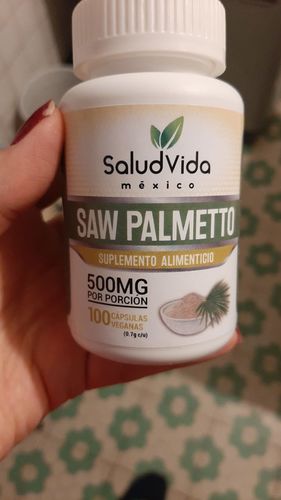 SaludVida
méxico
SAW PALMETTO
SUPLEMENTO ALIMENTICIO
500MG
POR PORCIÓN
100 CÁPSULAS
VEGANAS
(0.7g c/u)